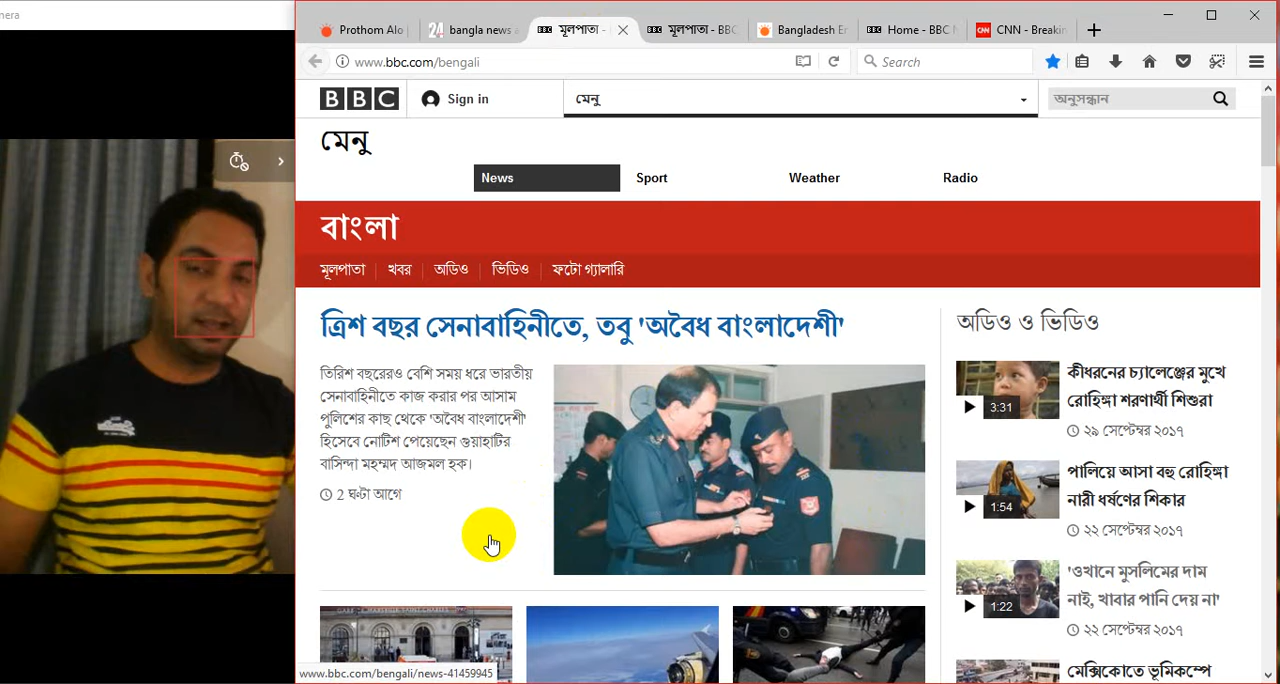 nera
Prothom Alo
24 bangla news a
মূলপাতা -
মূলপাতা - BBC
Bangladesh En
Home - BBC N
CNN - Breakin
www.bbc.com/bengali
Search
BBC
Sign in
মেনু
অনুসন্ধান
মেনু
News
Sport
Weather
Radio
বাংলা
মূলপাতা
খবর
অডিও
ভিডিও
ফটো গ্যালারি
ত্রিশ বছর সেনাবাহিনীতে, তবু 'অবৈধ বাংলাদেশী'
তিরিশ বছরেরও বেশি সময় ধরে ভারতীয়
সেনাবাহিনীতে কাজ করার পর আসাম
পুলিশের কাছ থেকে 'অবৈধ বাংলাদেশী'
হিসেবে নোটিশ পেয়েছেন গুয়াহাটির
বাসিন্দা মহম্মদ আজমল হক।
2 ঘণ্টা আগে
অডিও ও ভিডিও
কীধরনের চ্যালেঞ্জের মুখে
রোহিঙ্গা শরণার্থী শিশুরা
3:31
২৯ সেপ্টেম্বর ২০১৭
পালিয়ে আসা বহু রোহিঙ্গা
নারী ধর্ষণের শিকার
1:54
২২ সেপ্টেম্বর ২০১৭
'ওখানে মুসলিমের দাম
নাই, খাবার পানি দেয় না'
1:22
২২ সেপ্টেম্বর ২০১৭
মেক্সিকোতে ভূমিকম্পে
www.bbc.com/bengali/news-41459945